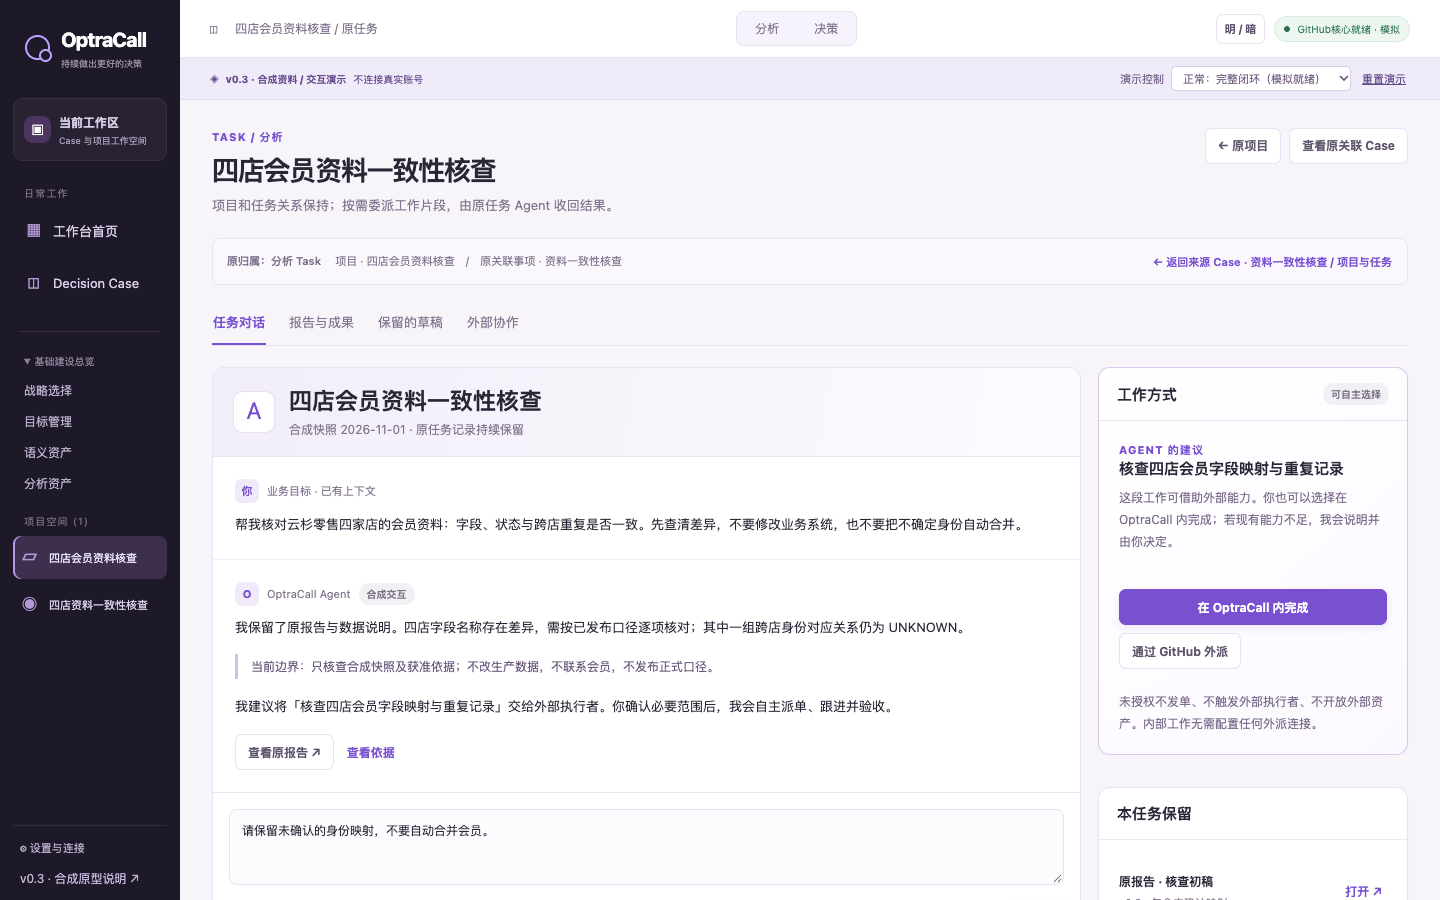 OptraCall
持续做出更好的决策
当前工作区
Case 与项目工作空间
日常工作
工作台首页
Decision Case
基础建设总览
战略选择
目标管理
语义资产
分析资产
项目空间 (1)
四店会员资料核查
四店资料一致性核查
设置与连接
v0.3 · 合成原型说明 ↗
四店会员资料核查 / 原任务
分析
决策
明 / 暗
GitHub核心就绪 · 模拟
v0.3 · 合成资料 / 交互演示 不连接真实账号
演示控制
正常：完整闭环（模拟就绪）
重置演示
TASK / 分析
四店会员资料一致性核查
项目和任务关系保持；按需委派工作片段，由原任务 Agent 收回结果。
← 原项目
查看原关联 Case
原归属：分析 Task 项目 · 四店会员资料核查 / 原关联事项 · 资料一致性核查
← 返回来源 Case · 资料一致性核查 / 项目与任务
任务对话
报告与成果
保留的草稿
外部协作
A
四店会员资料一致性核查
合成快照 2026-11-01 · 原任务记录持续保留
你 业务目标 · 已有上下文
帮我核对云杉零售四家店的会员资料：字段、状态与跨店重复是否一致。先查清差异，不要修改业务系统，也不要把不确定身份自动合并。
O OptraCall Agent 合成交互
我保留了原报告与数据说明。四店字段名称存在差异，需按已发布口径逐项核对；其中一组跨店身份对应关系仍为 UNKNOWN。
当前边界：只核查合成快照及获准依据；不改生产数据，不联系会员，不发布正式口径。
我建议将「核查四店会员字段映射与重复记录」交给外部执行者。你确认必要范围后，我会自主派单、跟进并验收。
查看原报告 ↗
查看依据
请保留未确认的身份映射，不要自动合并会员。
工作方式
可自主选择
AGENT 的建议
核查四店会员字段映射与重复记录
这段工作可借助外部能力。你也可以选择在
OptraCall 内完成；若现有能力不足，我会说明并
由你决定。
在 OptraCall 内完成
通过 GitHub 外派
未授权不发单、不触发外部执行者、不开放外部资
产。内部工作无需配置任何外派连接。
本任务保留
原报告 · 核查初稿
打开 ↗